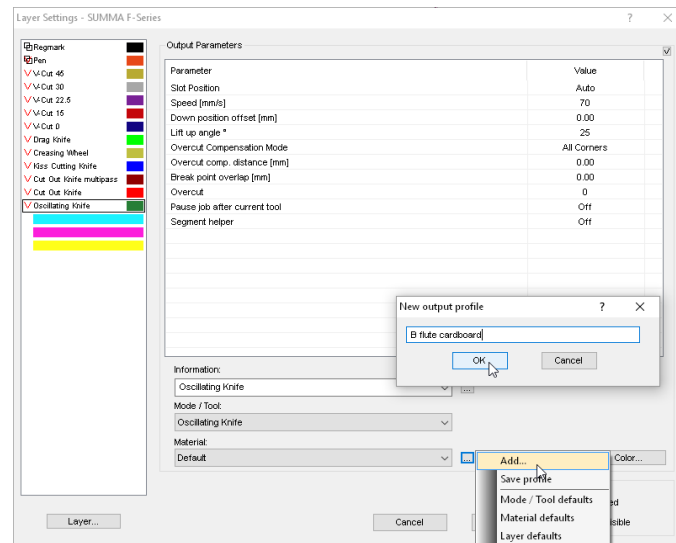 Layer Settings - SUMMA F-Series ? ×
Regmark
Pen
V-Cut 45
V-Cut 30
V-Cut 22.5
V-Cut 15
V-Cut 0
Drag Knife
Creasing Wheel
Kiss Cutting Knife
Cut Out Knife multipass
Cut Out Knife
Oscillating Knife
Output Parameters
Parameter Value
Slot Position Auto
Speed [mm/s] 70
Down position offset [mm] 0.00
Lift up angle ° 25
Overcut Compensation Mode All Corners
Overcut comp. distance [mm] 0.00
Break point overlap [mm] 0.00
Overcut 0
Pause job after current tool Off
Segment helper Off
New output profile ? ×
B flute cardboard
OK Cancel
Information:
Oscillating Knife ...
Mode / Tool:
Oscillating Knife
Material:
Default ... Color...
Add...
Save profile
Mode / Tool defaults
Material defaults
Layer defaults
Layer... Cancel